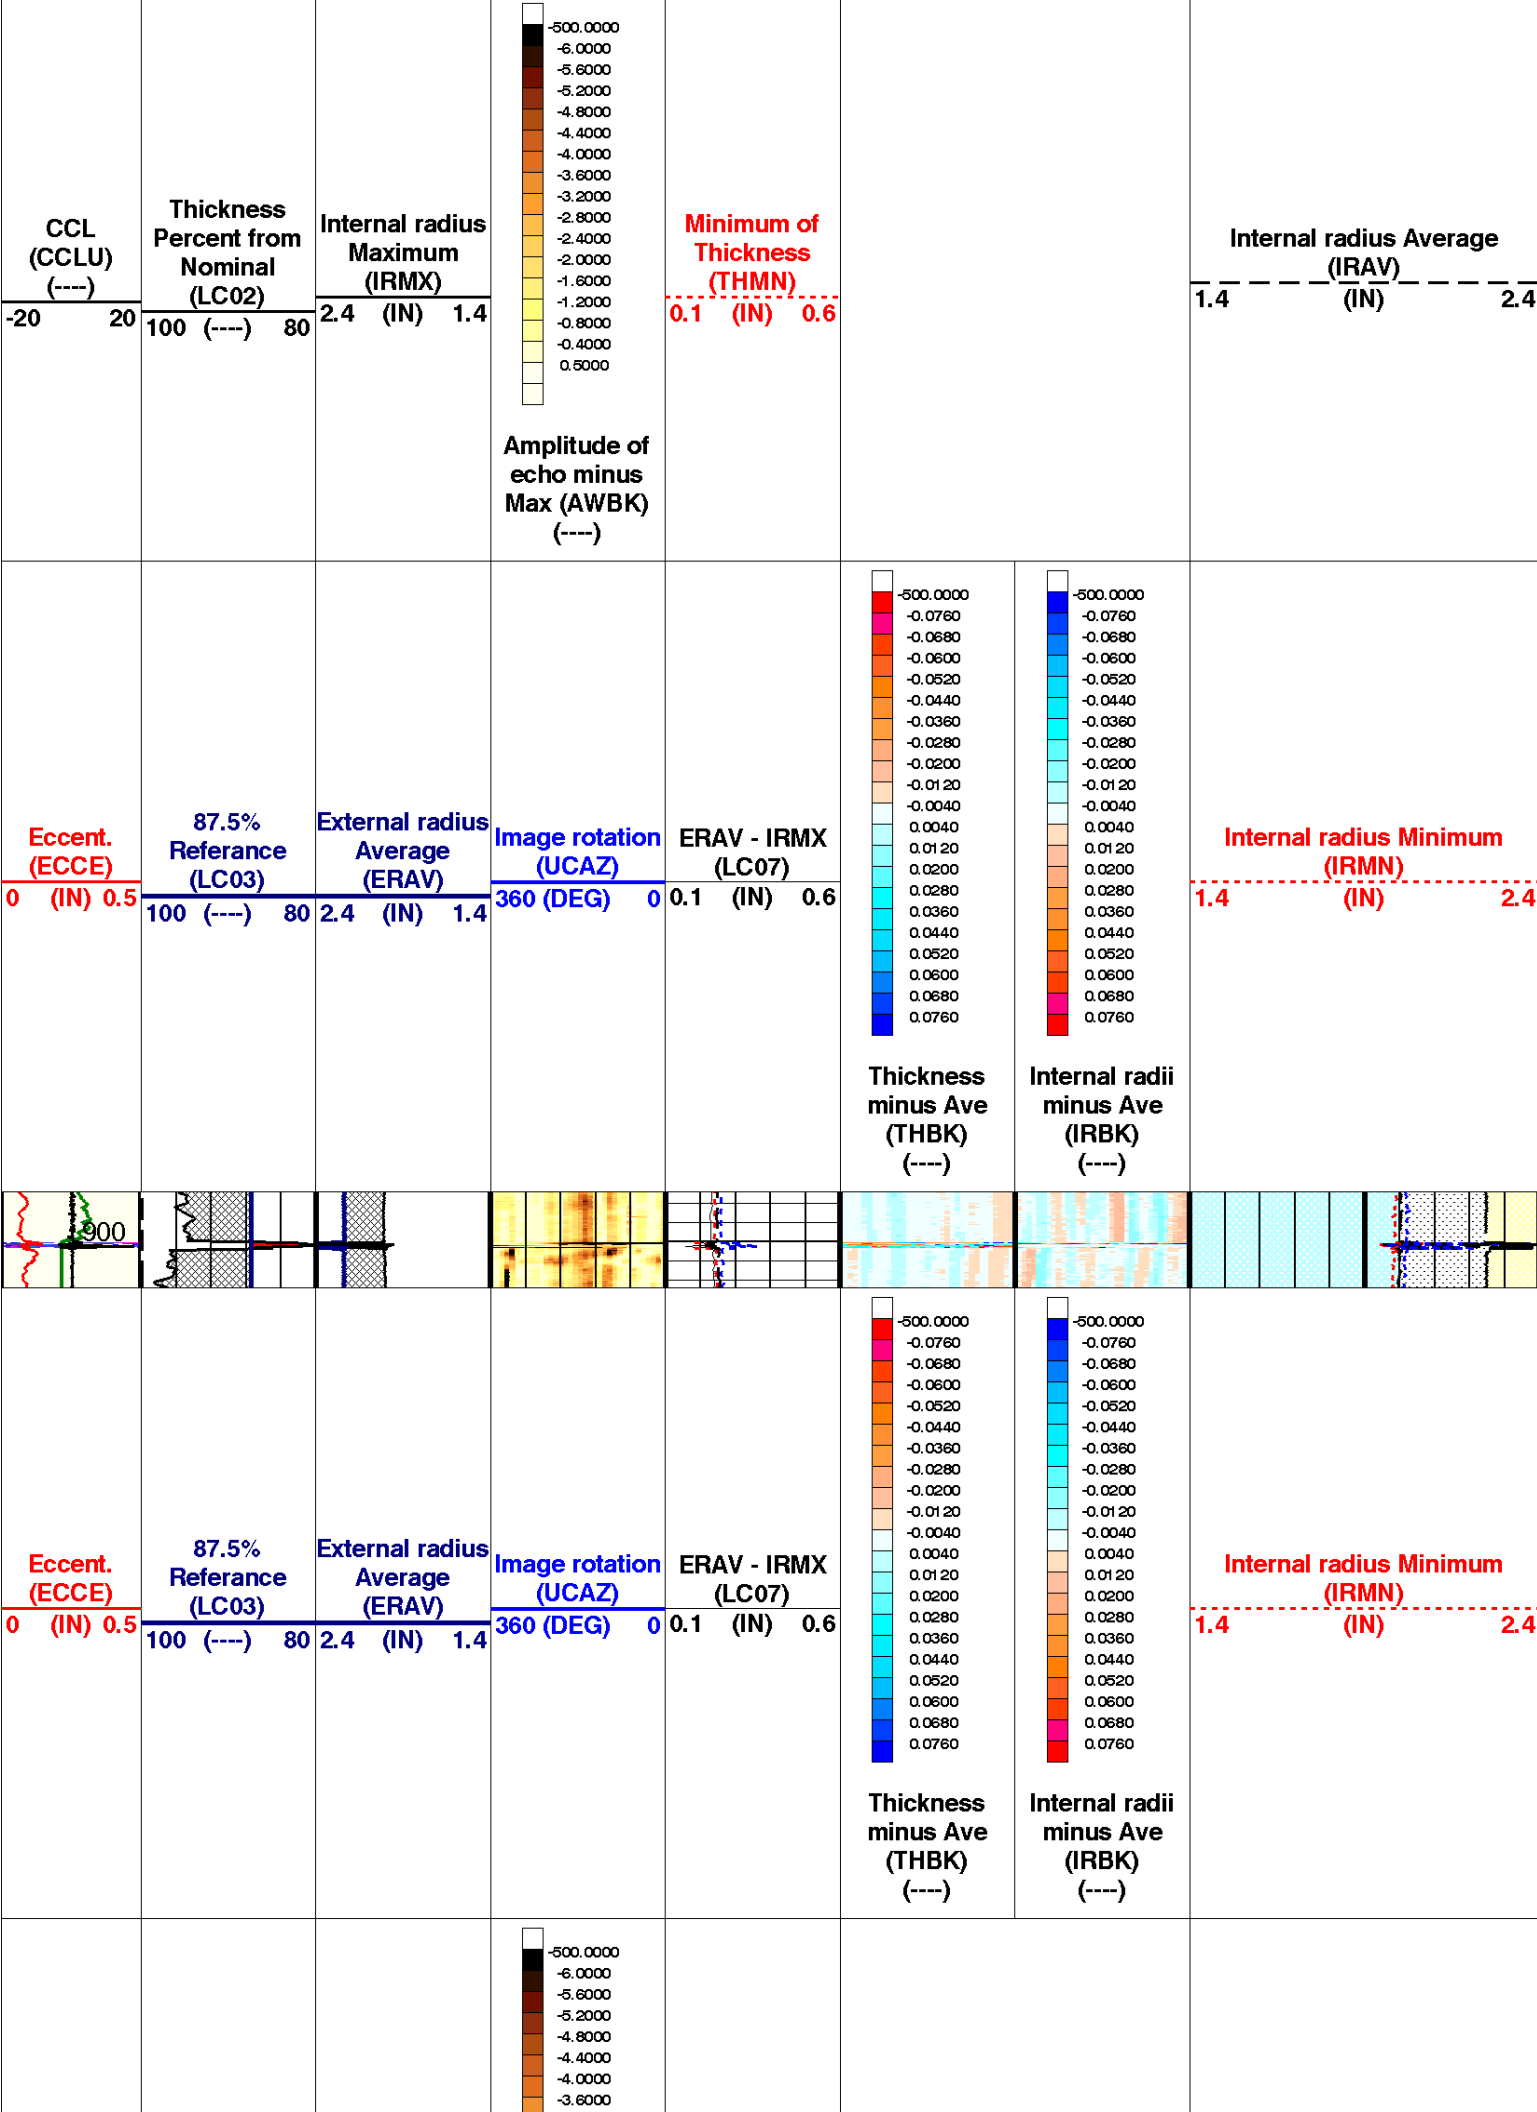 CCL
(CCLU)
(----)
-20 20
Thickness
Percent from
Nominal
(LC02)
100 (----) 80
Internal radius
Maximum
(IRMX)
2.4 (IN) 1.4
-500.0000
-6.0000
-5.6000
-5.2000
-4.8000
-4.4000
-4.0000
-3.6000
-3.2000
-2.8000
-2.4000
-2.0000
-1.6000
-1.2000
-0.8000
-0.4000
0.5000
Amplitude of
echo minus
Max (AWBK)
(----)
Minimum of
Thickness
(THMN)
0.1 (IN) 0.6
Internal radius Average
(IRAV)
1.4 (IN) 2.4
Eccent.
(ECCE)
0 (IN) 0.5
87.5%
Referance
(LC03)
100 (----) 80
External radius
Average
(ERAV)
2.4 (IN) 1.4
Image rotation
(UCAZ)
360 (DEG) 0
ERAV - IRMX
(LC07)
0.1 (IN) 0.6
-500.0000
-0.0760
-0.0680
-0.0600
-0.0520
-0.0440
-0.0360
-0.0280
-0.0200
-0.0120
-0.0040
0.0040
0.0120
0.0200
0.0280
0.0360
0.0440
0.0520
0.0600
0.0680
0.0760
Thickness
minus Ave
(THBK)
(----)
-500.0000
-0.0760
-0.0680
-0.0600
-0.0520
-0.0440
-0.0360
-0.0280
-0.0200
-0.0120
-0.0040
0.0040
0.0120
0.0200
0.0280
0.0360
0.0440
0.0520
0.0600
0.0680
0.0760
Internal radii
minus Ave
(IRBK)
(----)
Internal radius Minimum
(IRMN)
1.4 (IN) 2.4
900
Eccent.
(ECCE)
0 (IN) 0.5
87.5%
Referance
(LC03)
100 (----) 80
External radius
Average
(ERAV)
2.4 (IN) 1.4
Image rotation
(UCAZ)
360 (DEG) 0
ERAV - IRMX
(LC07)
0.1 (IN) 0.6
-500.0000
-0.0760
-0.0680
-0.0600
-0.0520
-0.0440
-0.0360
-0.0280
-0.0200
-0.0120
-0.0040
0.0040
0.0120
0.0200
0.0280
0.0360
0.0440
0.0520
0.0600
0.0680
0.0760
Thickness
minus Ave
(THBK)
(----)
-500.0000
-0.0760
-0.0680
-0.0600
-0.0520
-0.0440
-0.0360
-0.0280
-0.0200
-0.0120
-0.0040
0.0040
0.0120
0.0200
0.0280
0.0360
0.0440
0.0520
0.0600
0.0680
0.0760
Internal radii
minus Ave
(IRBK)
(----)
Internal radius Minimum
(IRMN)
1.4 (IN) 2.4
-500.0000
-6.0000
-5.6000
-5.2000
-4.8000
-4.4000
-4.0000
-3.6000